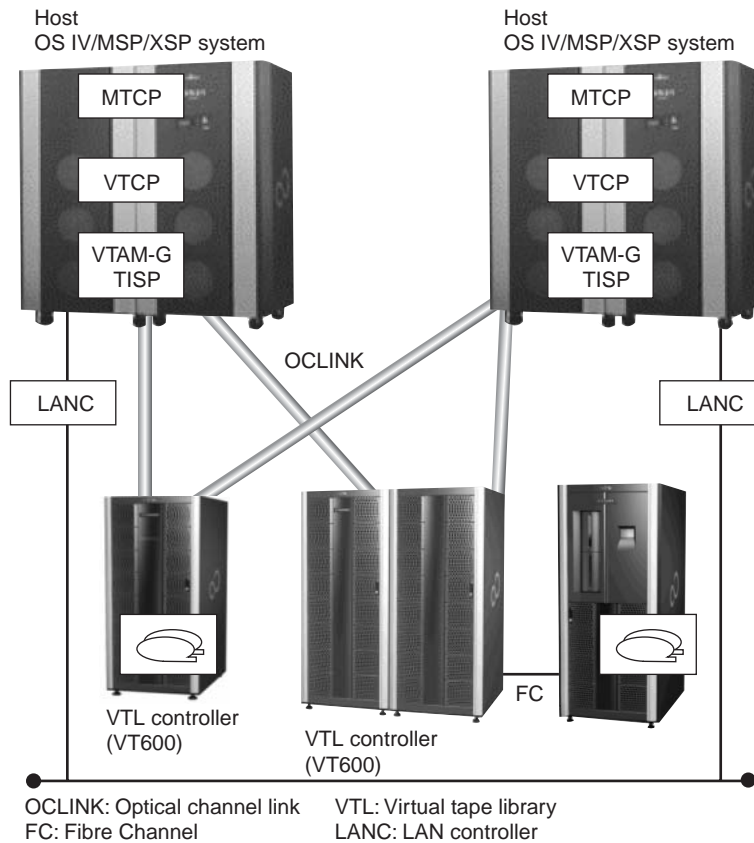 Host
OS IV/MSP/XSP system
Host
OS IV/MSP/XSP system
MTCP
MTCP
VTCP
VTCP
VTAM-G
TISP
VTAM-G
TISP
OCLINK
LANC
LANC
FC
VTL controller
(VT600)
VTL controller
(VT600)
OCLINK: Optical channel link
VTL: Virtual tape library
FC: Fibre Channel
LANC: LAN controller